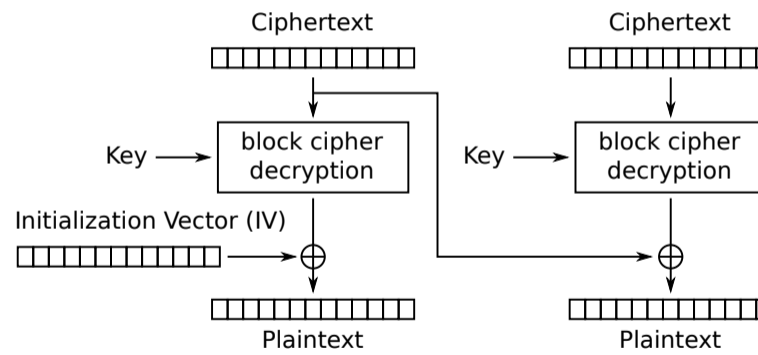 Ciphertext
Ciphertext
Key
block cipher
decryption
Key
block cipher
decryption
Initialization Vector (IV)
Plaintext
Plaintext